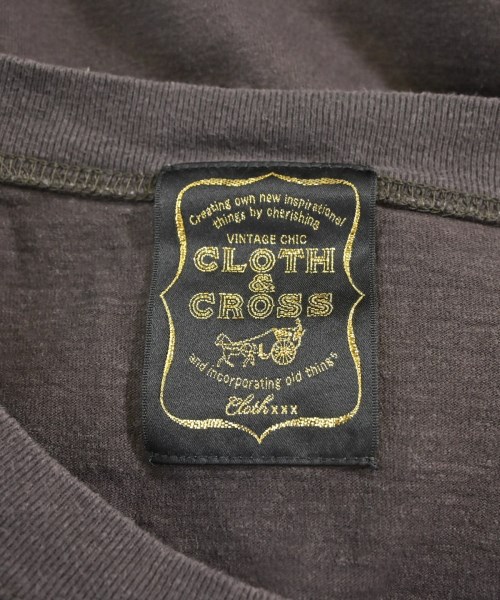 Creating own new inspirational
things by cherishing
VINTAGE CHIC
CLOTH
&
CROSS
and incorporating old things
Cloth xxx